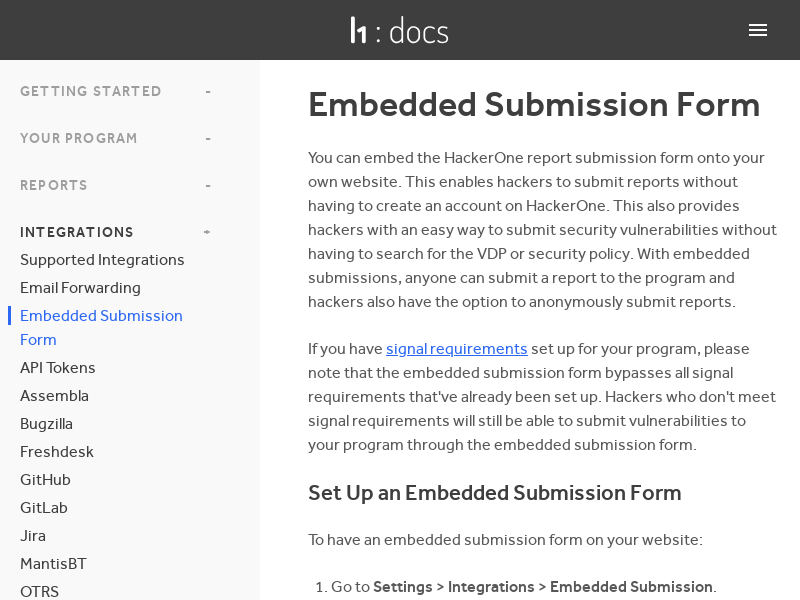 h1 : docs
GETTING STARTED -
YOUR PROGRAM -
REPORTS -
INTEGRATIONS
Supported Integrations
Email Forwarding
Embedded Submission
Form
API Tokens
Assembla
Bugzilla
Freshdesk
GitHub
GitLab
Jira
MantisBT
OTRS
Embedded Submission Form
You can embed the HackerOne report submission form onto your
own website. This enables hackers to submit reports without
having to create an account on HackerOne. This also provides
hackers with an easy way to submit security vulnerabilities without
having to search for the VDP or security policy. With embedded
submissions, anyone can submit a report to the program and
hackers also have the option to anonymously submit reports.
If you have signal requirements set up for your program, please
note that the embedded submission form bypasses all signal
requirements that've already been set up. Hackers who don't meet
signal requirements will still be able to submit vulnerabilities to
your program through the embedded submission form.
Set Up an Embedded Submission Form
To have an embedded submission form on your website:
1. Go to Settings > Integrations > Embedded Submission.